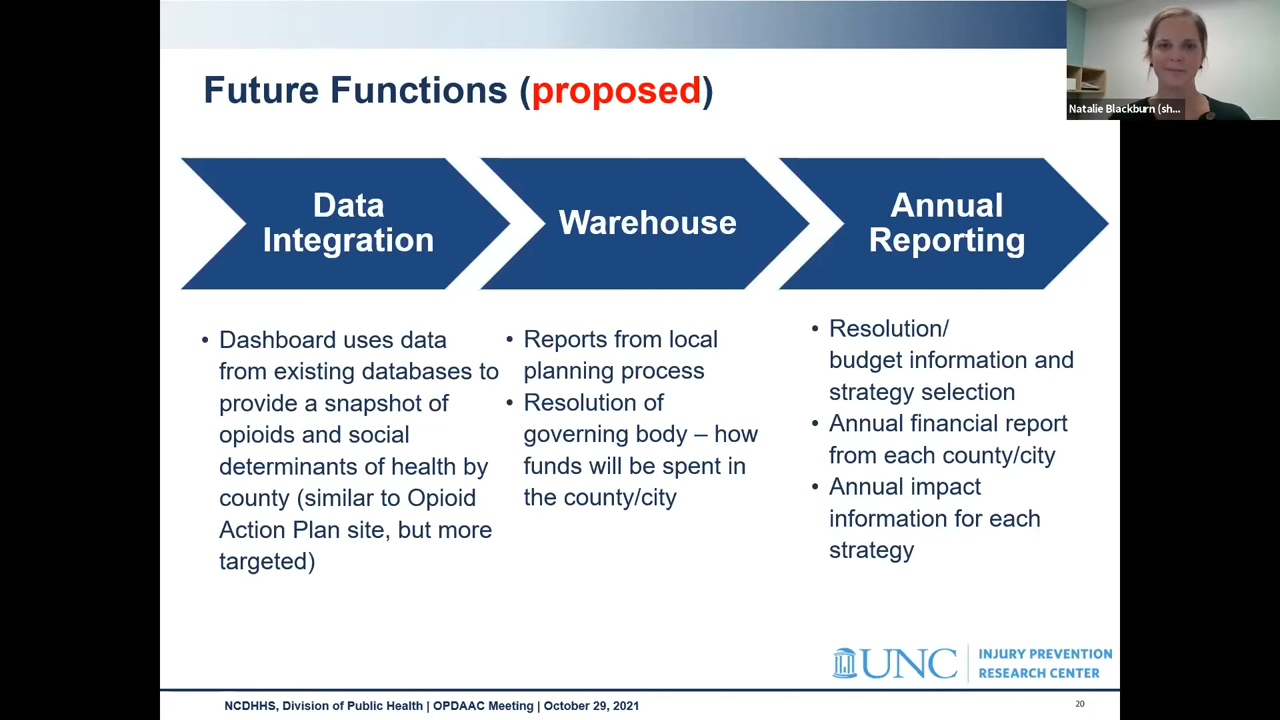 Future Functions (proposed)
Natalie Blackburn (sh...
Data
Integration
Warehouse
Annual
Reporting
• Dashboard uses data
from existing databases to
provide a snapshot of
opioids and social
determinants of health by
county (similar to Opioid
Action Plan site, but more
targeted)
• Reports from local
planning process
• Resolution of
governing body – how
funds will be spent in
the county/city
• Resolution/
budget information and
strategy selection
• Annual financial report
from each county/city
• Annual impact
information for each
strategy
UNC
INJURY PREVENTION
RESEARCH CENTER
NCDHHS, Division of Public Health | OPDAAC Meeting | October 29, 2021
20